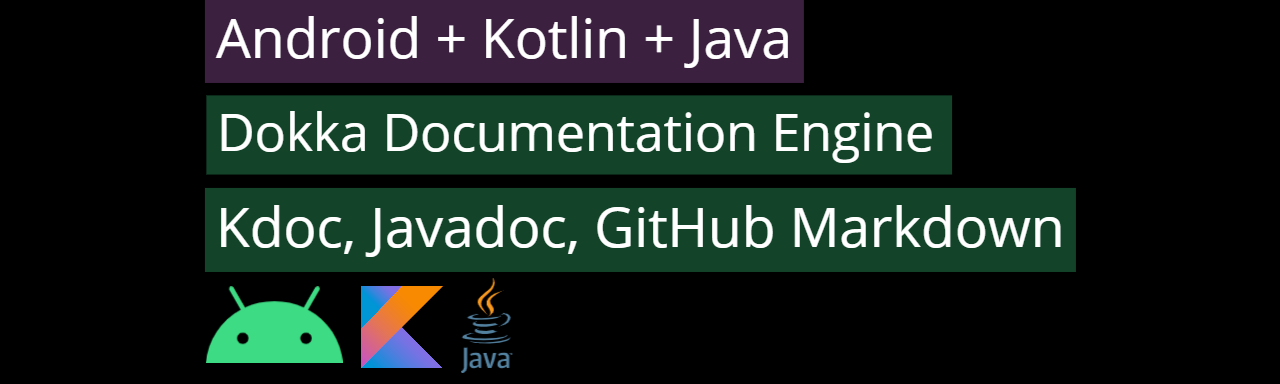 Android + Kotlin + Java
Dokka Documentation Engine
Kdoc, Javadoc, GitHub Markdown
Java